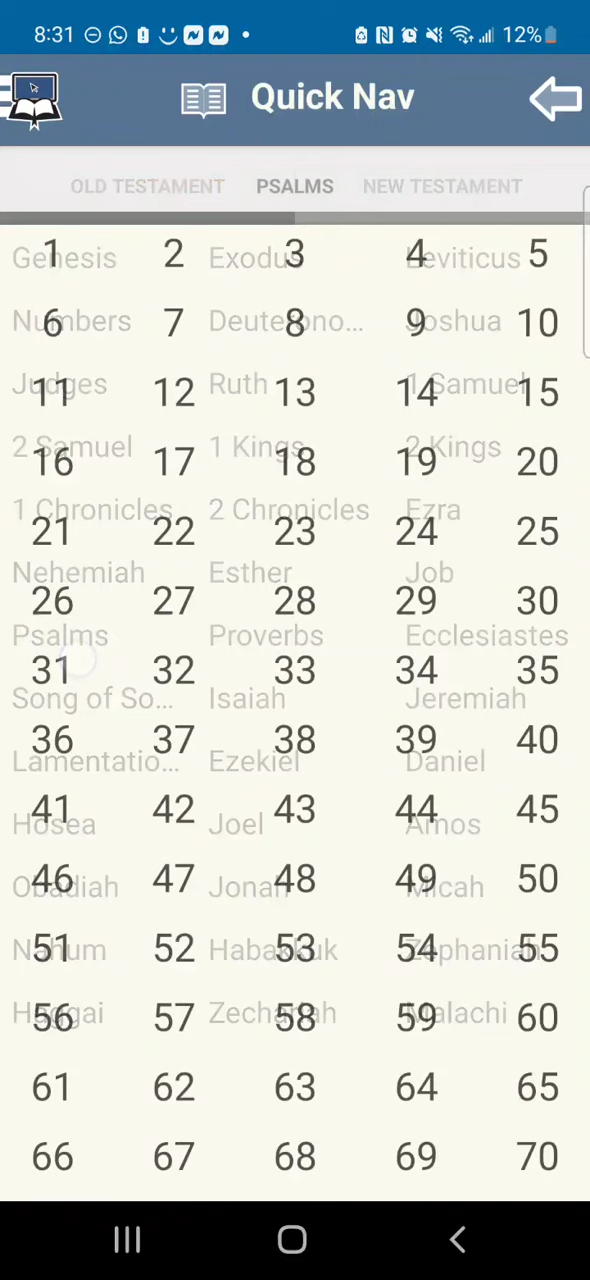 8:31 12%
Quick Nav
OLD TESTAMENT PSALMS NEW TESTAMENT
1 2 3 4 5
Genesis Exodus Leviticus
6 7 8 9 10
Numbers Deuterono... Joshua
11 12 13 14 15
Judges Ruth 1 Samuel
16 17 18 19 20
2 Samuel 1 Kings 2 Kings
21 22 23 24 25
1 Chronicles 2 Chronicles Ezra
26 27 28 29 30
Nehemiah Esther Job
31 32 33 34 35
Psalms Proverbs Ecclesiastes
36 37 38 39 40
Song of So... Isaiah Jeremiah
41 42 43 44 45
Lamentatio... Ezekiel Daniel
46 47 48 49 50
Hosea Joel Amos
51 52 53 54 55
Obadiah Jonah Micah
56 57 58 59 60
Nahum Habakkuk Zephaniah
61 62 63 64 65
Haggai Zechariah Malachi
66 67 68 69 70